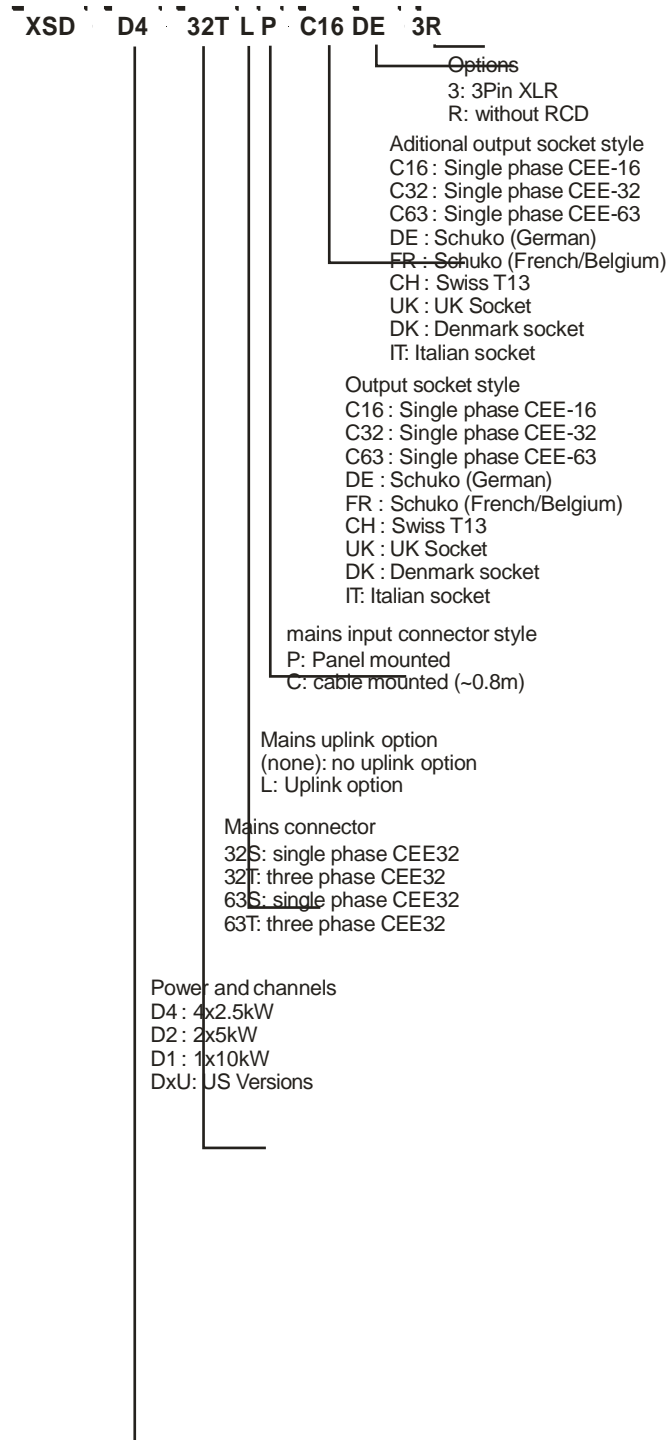 XSD D4 32T L P C16 DE 3R
Options
3: 3Pin XLR
R: without RCD
Aditional output socket style
C16 : Single phase CEE-16
C32 : Single phase CEE-32
C63 : Single phase CEE-63
DE : Schuko (German)
FR : Schuko (French/Belgium)
CH : Swiss T13
UK : UK Socket
DK : Denmark socket
IT: Italian socket
Output socket style
C16 : Single phase CEE-16
C32 : Single phase CEE-32
C63 : Single phase CEE-63
DE : Schuko (German)
FR : Schuko (French/Belgium)
CH : Swiss T13
UK : UK Socket
DK : Denmark socket
IT: Italian socket
mains input connector style
P: Panel mounted
C: cable mounted (~0.8m)
Mains uplink option
(none): no uplink option
L: Uplink option
Mains connector
32S: single phase CEE32
32T: three phase CEE32
63S: single phase CEE32
63T: three phase CEE32
Power and channels
D4 : 4x2.5kW
D2 : 2x5kW
D1 : 1x10kW
DxU: US Versions